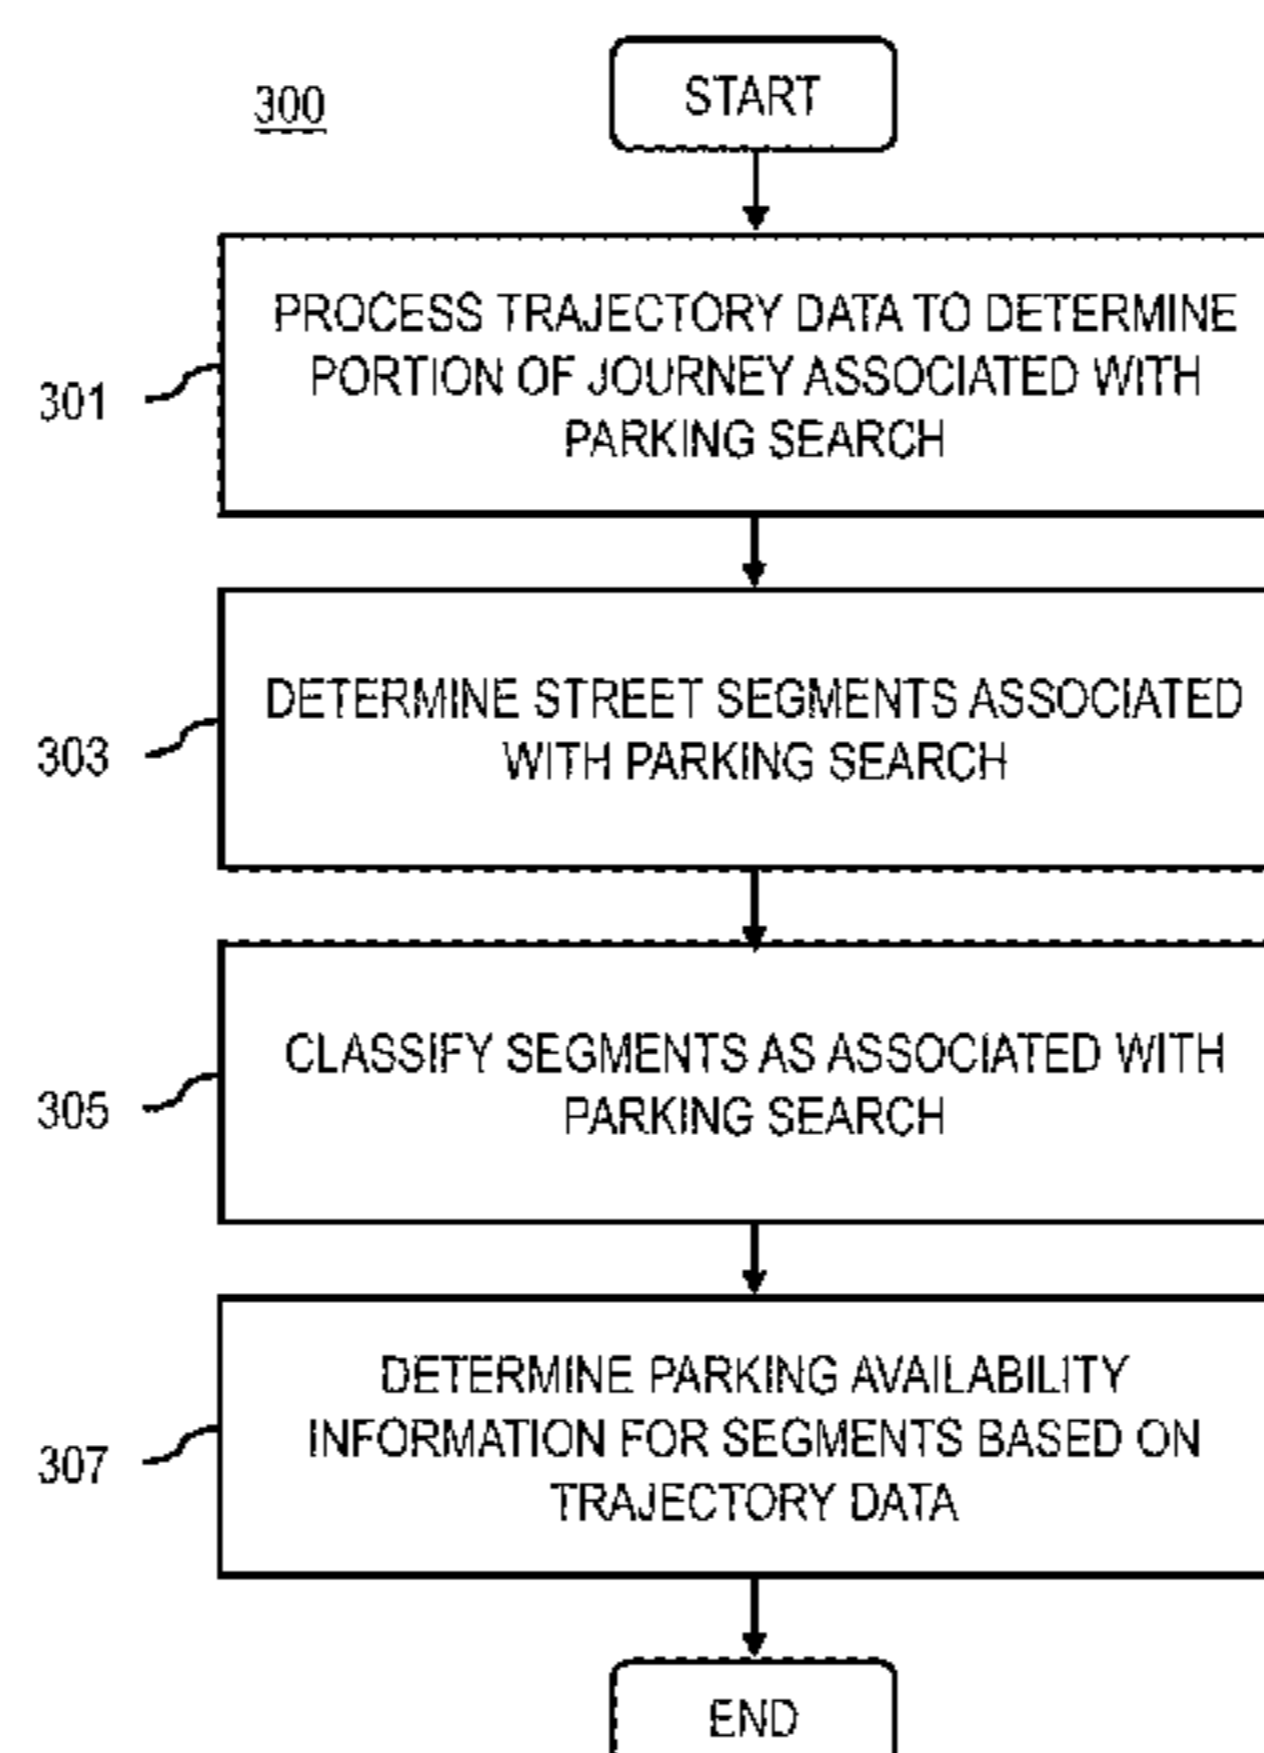 300
START
301
PROCESS TRAJECTORY DATA TO DETERMINE
PORTION OF JOURNEY ASSOCIATED WITH
PARKING SEARCH
303
DETERMINE STREET SEGMENTS ASSOCIATED
WITH PARKING SEARCH
305
CLASSIFY SEGMENTS AS ASSOCIATED WITH
PARKING SEARCH
307
DETERMINE PARKING AVAILABILITY
INFORMATION FOR SEGMENTS BASED ON
TRAJECTORY DATA
END